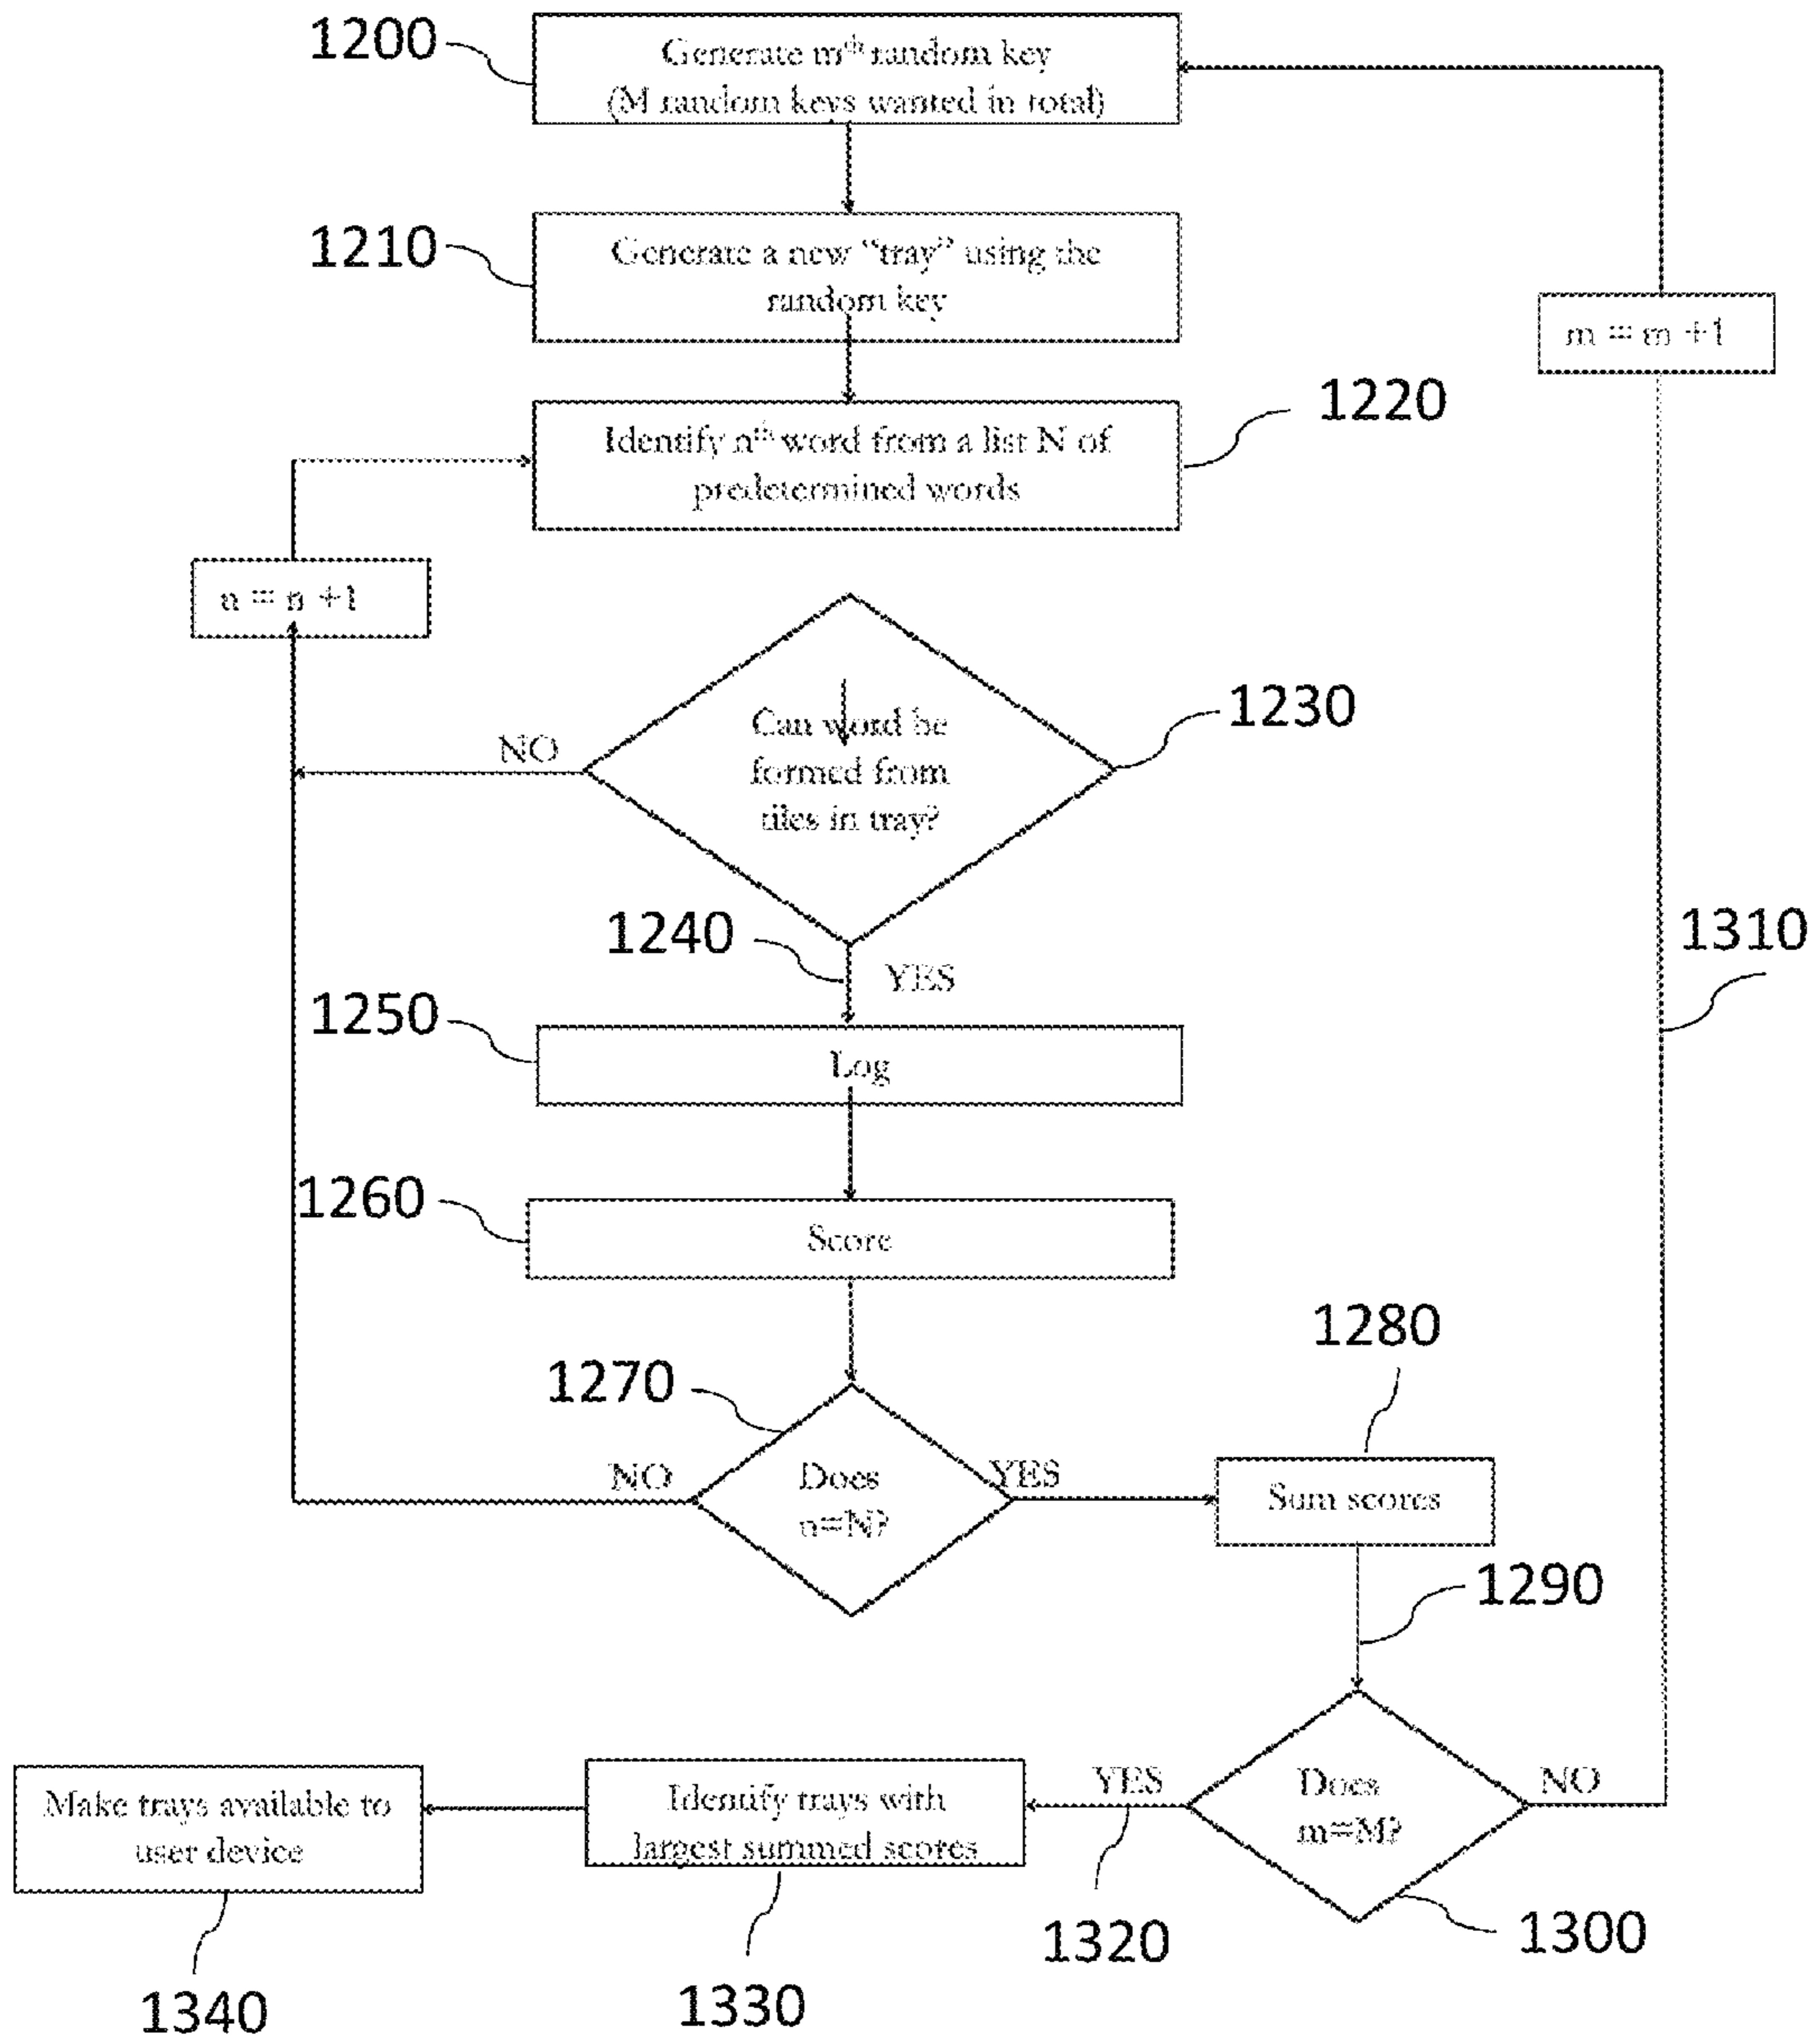 1200
Generate mᵗʰ random key
(M random keys wanted in total)
1210
Generate a new “tray” using the
random key
m = m +1
1220
Identify nᵗʰ word from a list N of
predetermined words
n = n +1
1230
Can word be
formed from
tiles in tray?
NO
1240
YES
1310
1250
Log
1260
Score
1280
1270
NO
Does
n=N?
YES
Sum scores
1290
Make trays available to
user device
Identify trays with
largest summed scores
YES
Does
m=M?
NO
1300
1320
1330
1340